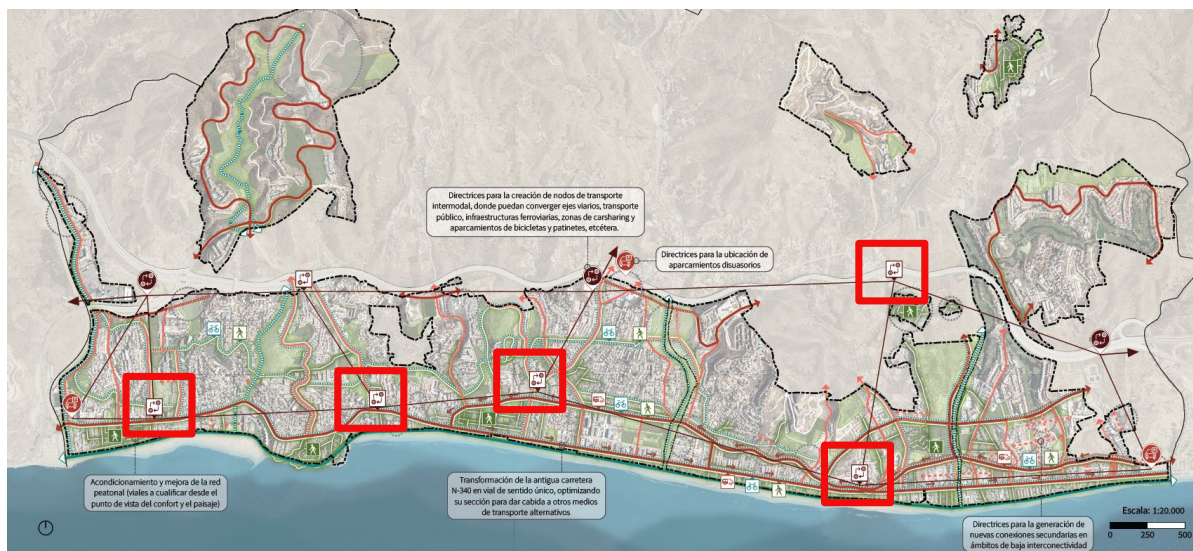 Directrices para la creación de nodos de transporte
intermodal, donde puedan converger ejes viarios, transporte
público, infraestructuras ferroviarias, zonas de carsharing y
aparcamientos de bicicletas y patinetes, etcétera.
Directrices para la ubicación de
aparcamientos disuasorios
Acondicionamiento y mejora de la red
peatonal (viales a cualificar desde el
punto de vista del confort y el paisaje)
Transformación de la antigua carretera
N-340 en vial de sentido único, optimizando
su sección para dar cabida a otros medios
de transporte alternativos
Directrices para la generación de
nuevas conexiones secundarias en
ámbitos de baja interconectividad
Escala: 1:20.000
0 250 500